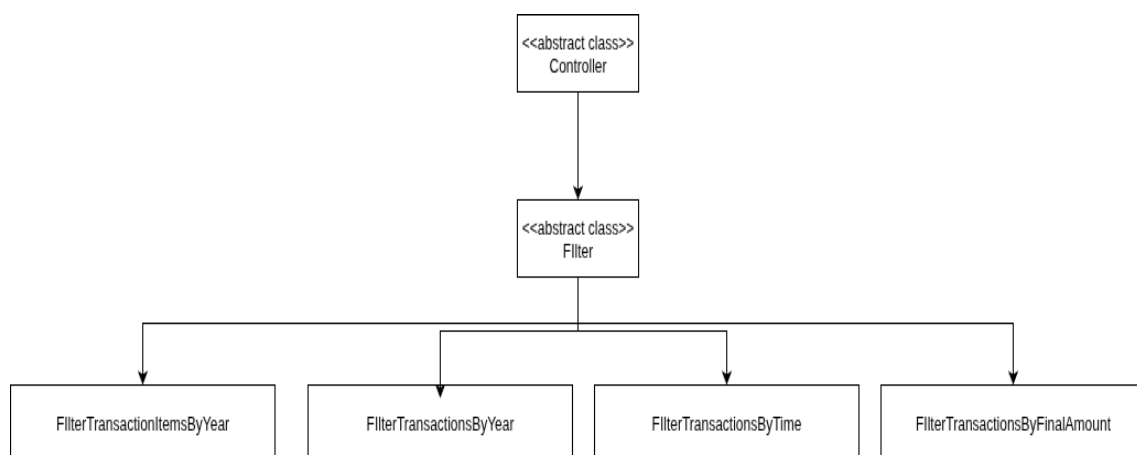 <<abstract class>>
Controller
<<abstract class>>
FIlter
FIlterTransactionItemsByYear
FIlterTransactionsByYear
FIlterTransactionsByTime
FIlterTransactionsByFinalAmount